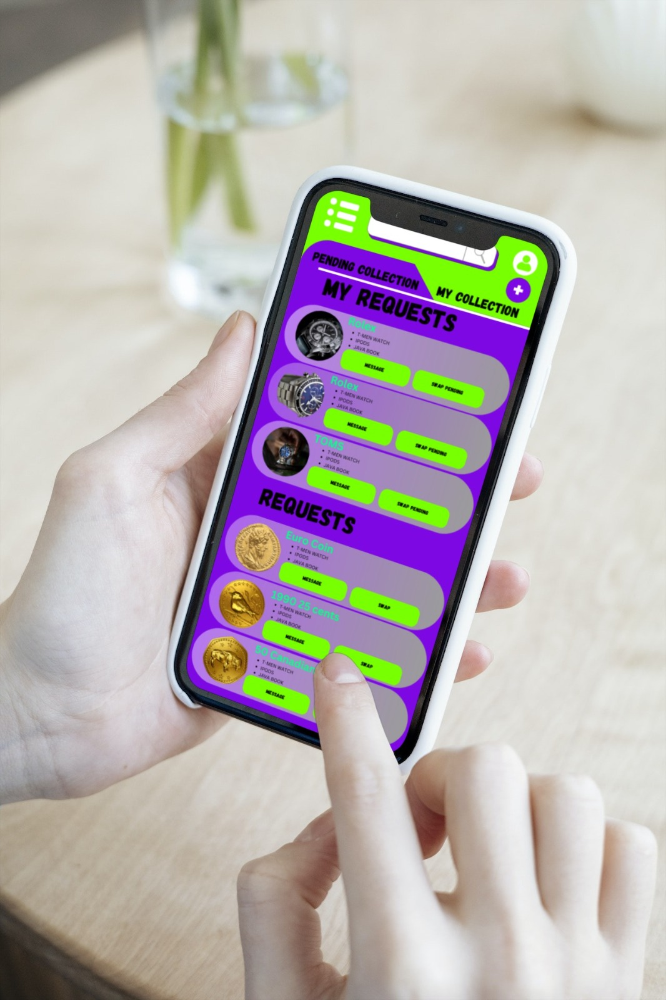 PENDING COLLECTION
MY COLLECTION
MY REQUESTS
Rolex
T-MEN WATCH
IPODS
JAVA BOOK
MESSAGE
SWAP PENDING
Rolex
T-MEN WATCH
IPODS
JAVA BOOK
MESSAGE
SWAP PENDING
TOMS
T-MEN WATCH
IPODS
JAVA BOOK
MESSAGE
SWAP PENDING
REQUESTS
Euro Coin
T-MEN WATCH
IPODS
JAVA BOOK
MESSAGE
SWAP
1990 25 cents
T-MEN WATCH
IPODS
JAVA BOOK
MESSAGE
SWAP
50 Canadian
T-MEN WATCH
IPODS
JAVA BOOK
MESSAGE